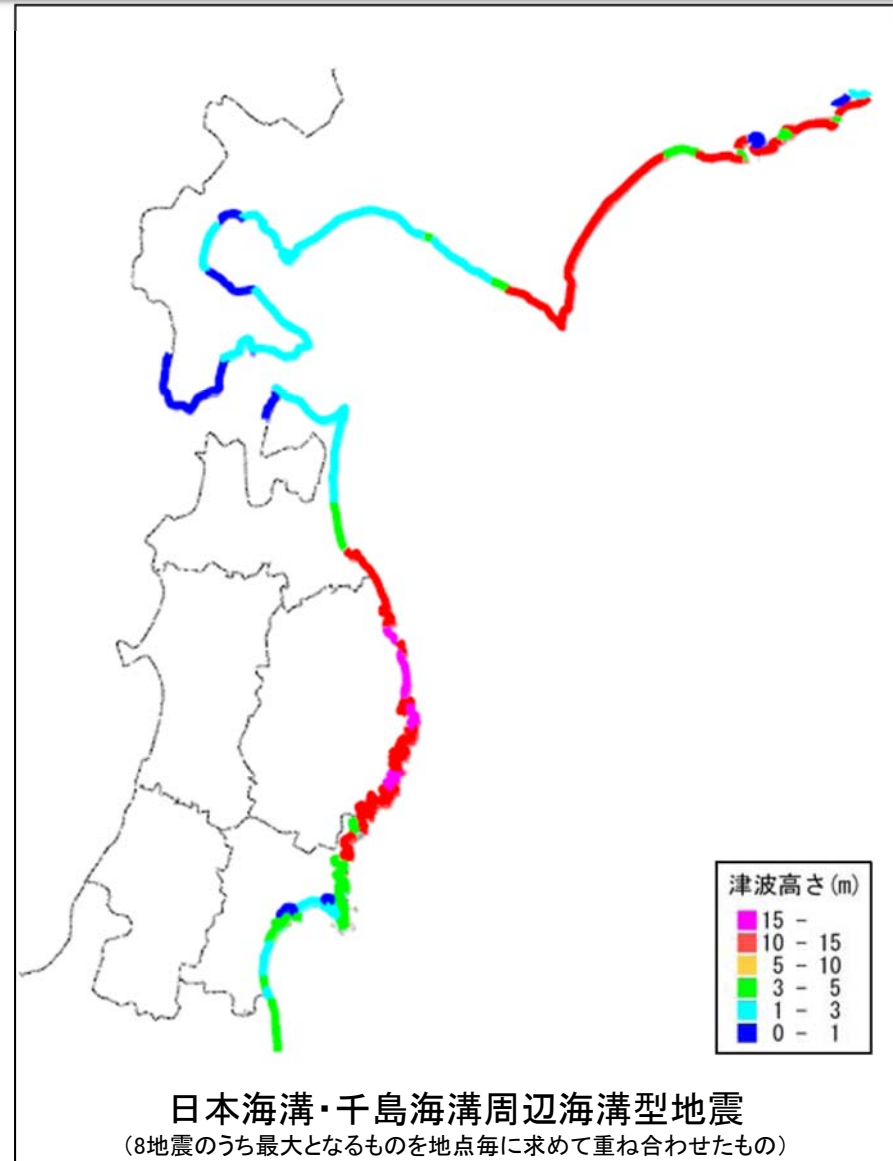 津波高さ(m)
15 -
10 - 15
5 - 10
3 - 5
1 - 3
0 - 1
日本海溝・千島海溝周辺海溝型地震
(8地震のうち最大となるものを地点毎に求めて重ね合わせたもの)